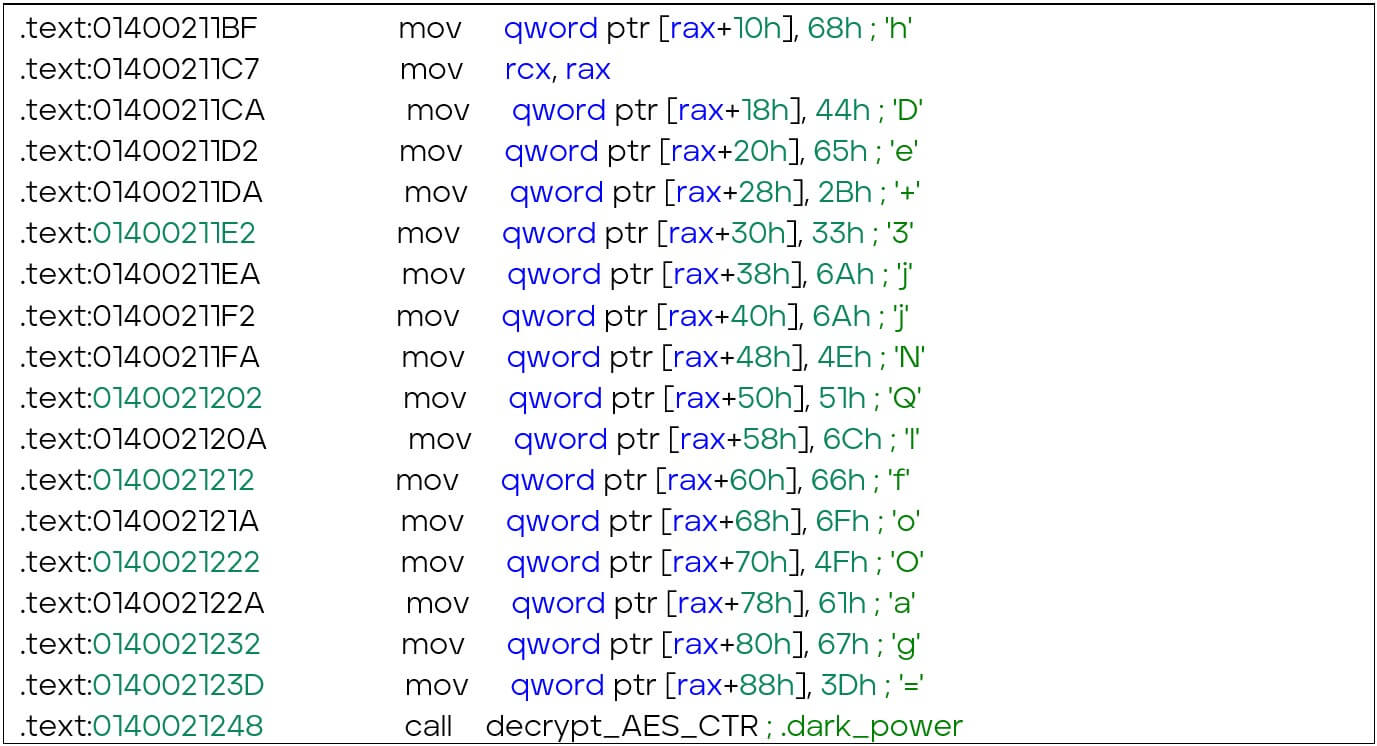 .text:01400211BF mov qword ptr [rax+10h], 68h ; 'h'
.text:01400211C7 mov rcx, rax
.text:01400211CA mov qword ptr [rax+18h], 44h ; 'D'
.text:01400211D2 mov qword ptr [rax+20h], 65h ; 'e'
.text:01400211DA mov qword ptr [rax+28h], 2Bh ; '+'
.text:01400211E2 mov qword ptr [rax+30h], 33h ; '3'
.text:01400211EA mov qword ptr [rax+38h], 6Ah ; 'j'
.text:01400211F2 mov qword ptr [rax+40h], 6Ah ; 'j'
.text:01400211FA mov qword ptr [rax+48h], 4Eh ; 'N'
.text:0140021202 mov qword ptr [rax+50h], 51h ; 'Q'
.text:014002120A mov qword ptr [rax+58h], 6Ch ; 'l'
.text:0140021212 mov qword ptr [rax+60h], 66h ; 'f'
.text:014002121A mov qword ptr [rax+68h], 6Fh ; 'o'
.text:0140021222 mov qword ptr [rax+70h], 4Fh ; 'O'
.text:014002122A mov qword ptr [rax+78h], 61h ; 'a'
.text:0140021232 mov qword ptr [rax+80h], 67h ; 'g'
.text:014002123D mov qword ptr [rax+88h], 3Dh ; '='
.text:0140021248 call decrypt_AES_CTR ; .dark_power